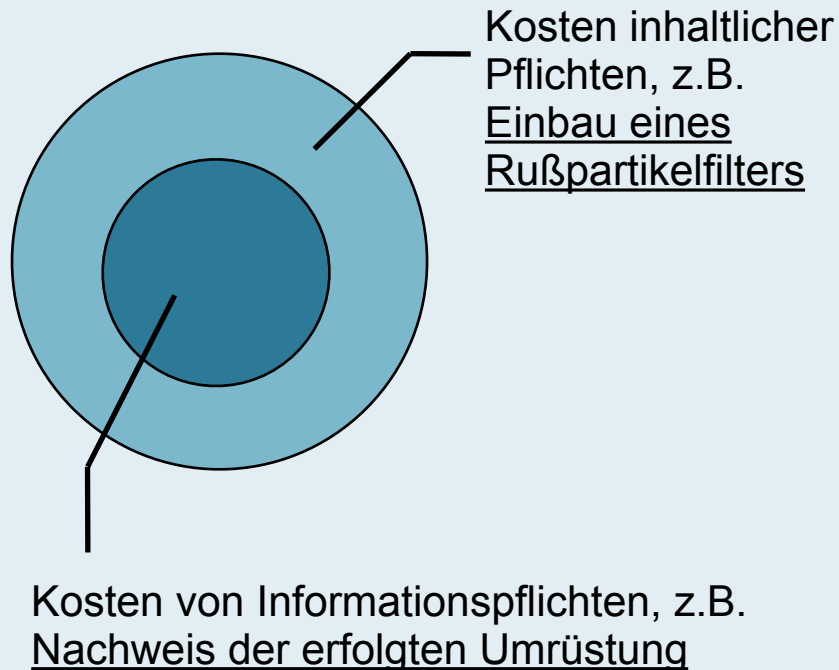 Kosten inhaltlicher
Pflichten, z.B.
Einbau eines
Rußpartikelfilters
Kosten von Informationspflichten, z.B.
Nachweis der erfolgten Umrüstung